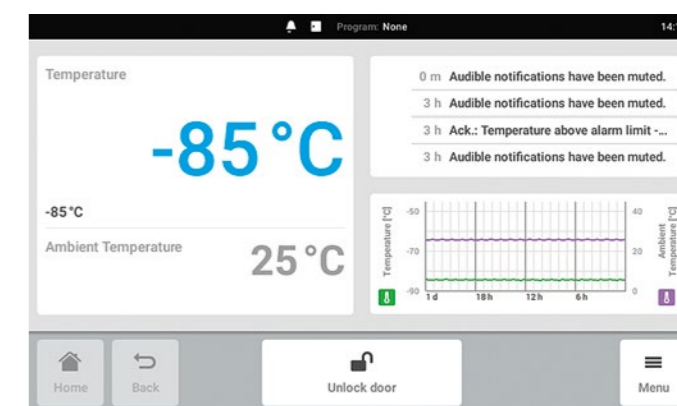 Program: None
14:
Temperature
-85°C
-85°C
Ambient Temperature
25°C
0 m Audible notifications have been muted.
3 h Audible notifications have been muted.
3 h Ack.: Temperature above alarm limit -...
3 h Audible notifications have been muted.
Temperature [°C]
-50
-70
-90
1 d
18 h
12 h
6 h
40
20
0
Ambient
Temperature [°C]
Home
Back
Unlock door
Menu